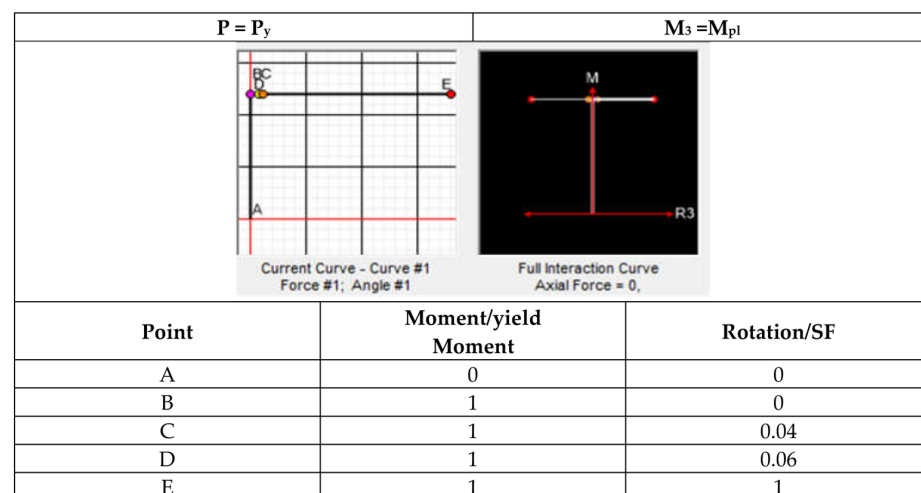 P = Py M3 =Mpl
BC
D E
A
M
R3
Current Curve - Curve #1
Force #1; Angle #1
Full Interaction Curve
Axial Force = 0,
Point Moment/yield Moment Rotation/SF
A 0 0
B 1 0
C 1 0.04
D 1 0.06
E 1 1